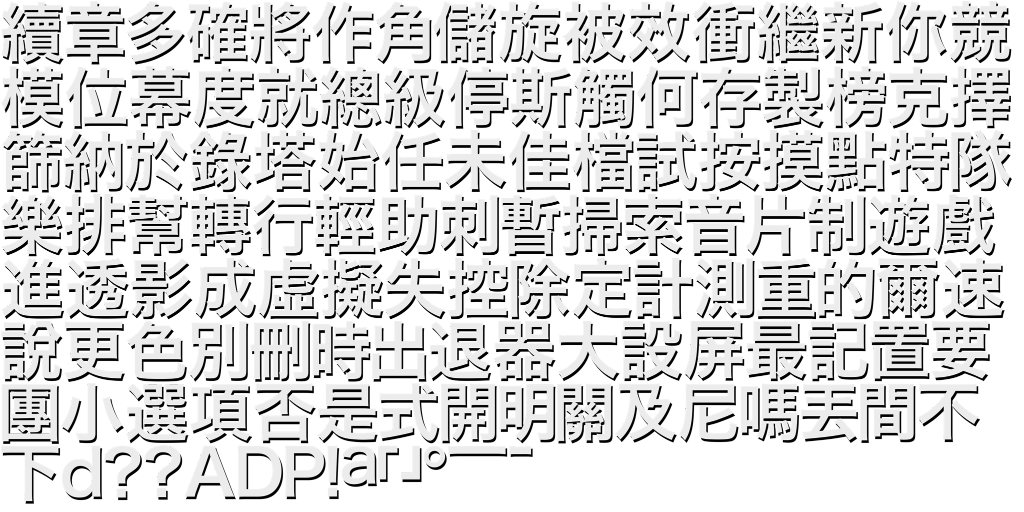 續章多確將作角儲旋被效衝繼新你競
模位幕度就總級停斯觸何存製榜克擇
篩納於錄塔始任未佳檔試按摸點特隊
樂排幫轉行輕助刺暫掃索音片制遊戲
進透影成虛擬失控除定計測重的爾速
說更色別刪時出退器大設屏最記置要
團小選項否是式開明關及尼嗎丟間不
下d??ADP!ar」°一-